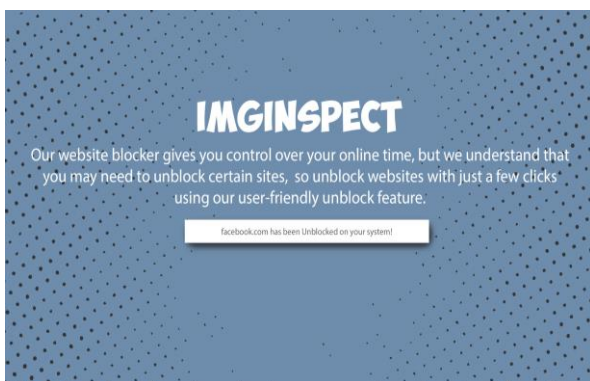 IMGINSPECT
Our website blocker gives you control over your online time, but we understand that
you may need to unblock certain sites, so unblock websites with just a few clicks
using our user-friendly unblock feature.
facebook.com has been Unblocked on your system!